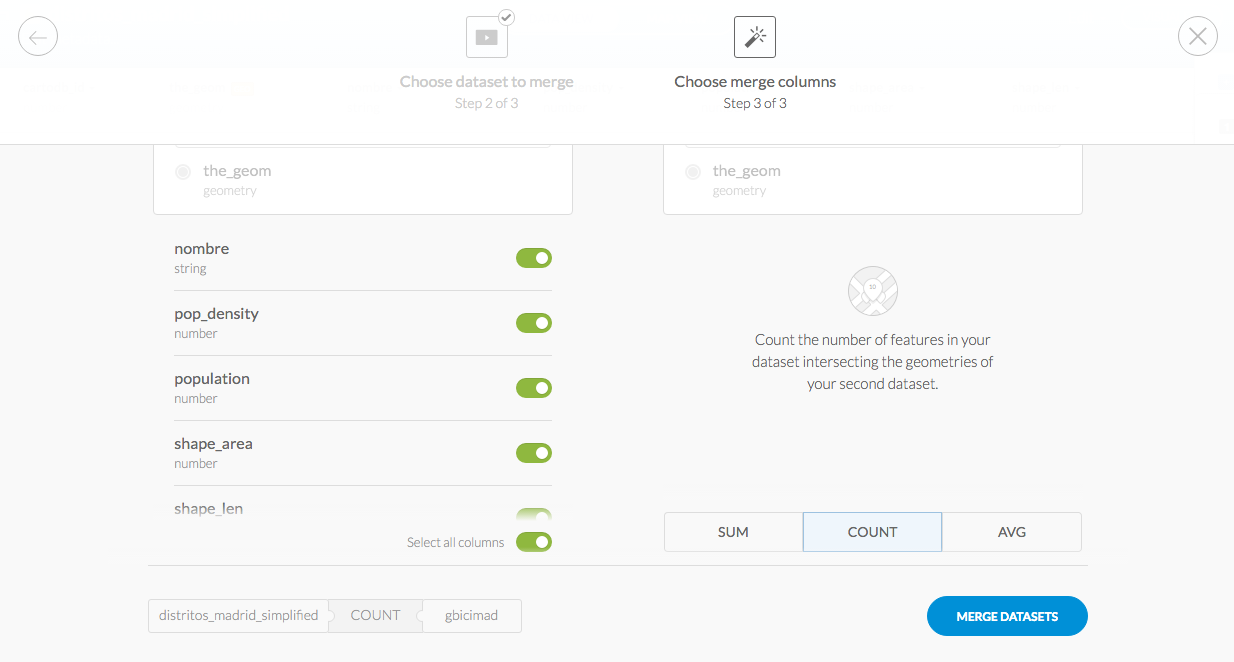 Choose dataset to merge
Step 2 of 3
Choose merge columns
Step 3 of 3
the_geom
geometry
the_geom
geometry
nombre
string
pop_density
number
population
number
shape_area
number
shape_len
Select all columns
50
Count the number of features in your
dataset intersecting the geometries of
your second dataset.
SUM COUNT AVG
distritos_madrid_simplified COUNT gbicimad
MERGE DATASETS